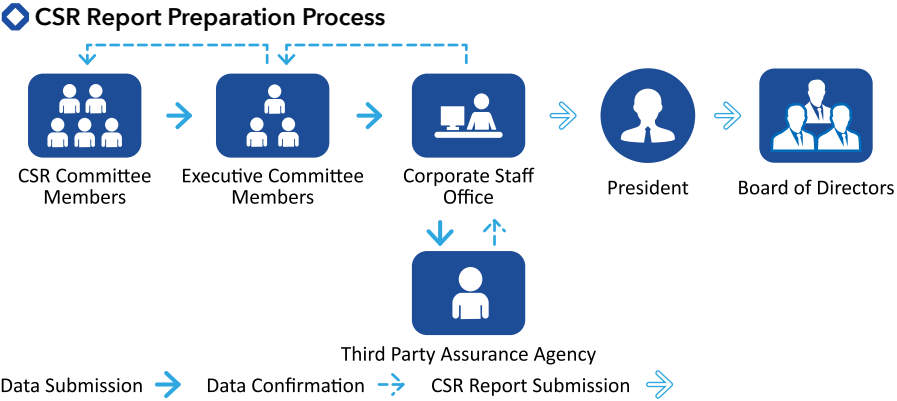 CSR Report Preparation Process
CSR Committee
Members
Executive Committee
Members
Corporate Staff
Office
President
Board of Directors
Third Party Assurance Agency
Data Submission
Data Confirmation
CSR Report Submission